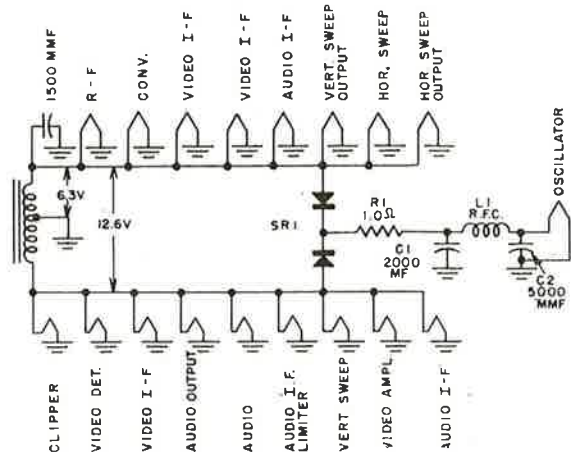 1500 MMF
R-F
CONV.
VIDEO I-F
VIDEO I-F
AUDIO I-F
VERT. SWEEP
OUTPUT
HOR. SWEEP
HOR SWEEP
OUTPUT
OSCILLATOR
6.3V
12.6V
SR1
R1
1.0Ω
L1
R.F.C.
C1
2000
MF
C2
5000
MMF
CLIPPER
VIDEO DET.
VIDEO I-F
AUDIO OUTPUT
AUDIO
AUDIO I.F.
LIMITER
VERT SWEEP
VIDEO AMPL.
AUDIO I-F